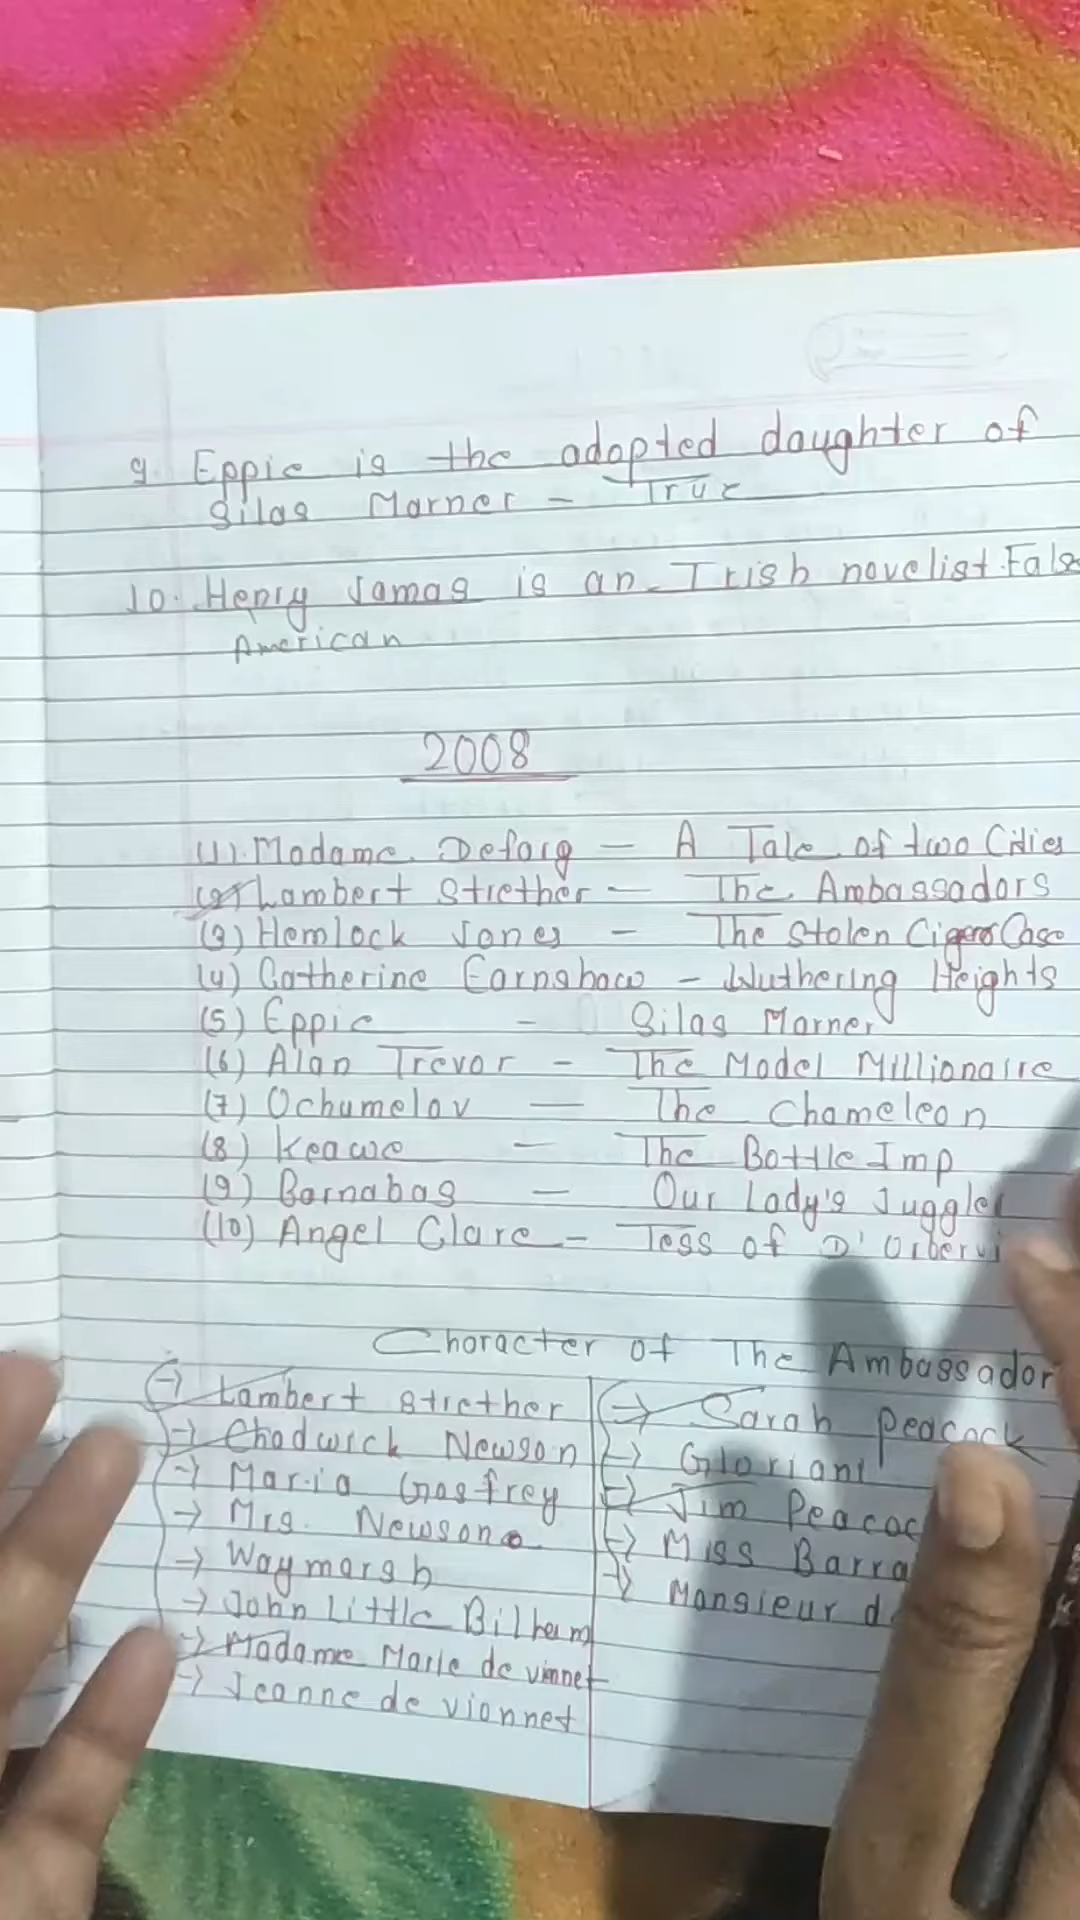 9. Eppie is the adopted daughter of
Silas Marner - True
10. Henry James is an Irish novelist. Fals
American
2008
(1). Madame Defarg - A Tale of two Cities
(2) Lambert Strether - The Ambassadors
(3) Hemlock Jones - The Stolen Cigar Case
(4) Catherine Earnshaw - Wuthering Heights
(5) Eppie - Silas Marner
(6) Alan Trevor - The Model Millionaire
(7) Ochumelov - The Chameleon
(8) Keawe - The Bottle Imp
(9) Barnabas - Our Lady's Juggler
(10) Angel Clare - Tess of D'Urbervi
Character of The Ambassador
→ Lambert Strether
→ Chadwick Newson
→ Maria Gosfrey
→ Mrs. Newsone
→ Waymarsh
→ John Little Bilham
→ Madame Marie de vionnet
→ Jeanne de vionnet
→ Sarah Peacock
→ Gloriani
→ Jim Peacoc
→ Miss Barra
→ Monsieur d